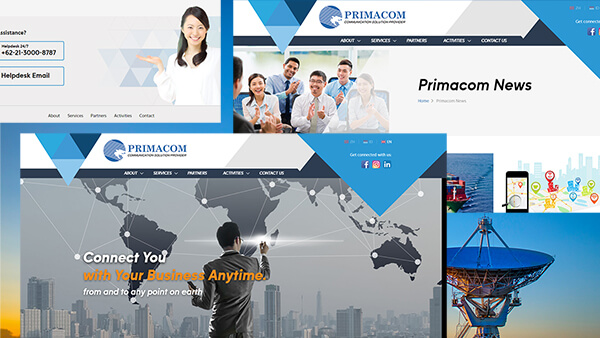 ssistance?
Helpdesk 24/7
+62-21-3000-8787
Helpdesk Email
About Services Partners Activities Contact
PRIMACOM
COMMUNICATION SOLUTION PROVIDER
Get connec
ABOUT SERVICES PARTNERS ACTIVITIES CONTACT US
Primacom News
Home > Primacom News
PRIMACOM
COMMUNICATION SOLUTION PROVIDER
EN
Get connected with us
ABOUT SERVICES PARTNERS ACTIVITIES CONTACT US
Connect You
with Your Business Anytime.
from and to any point on earth